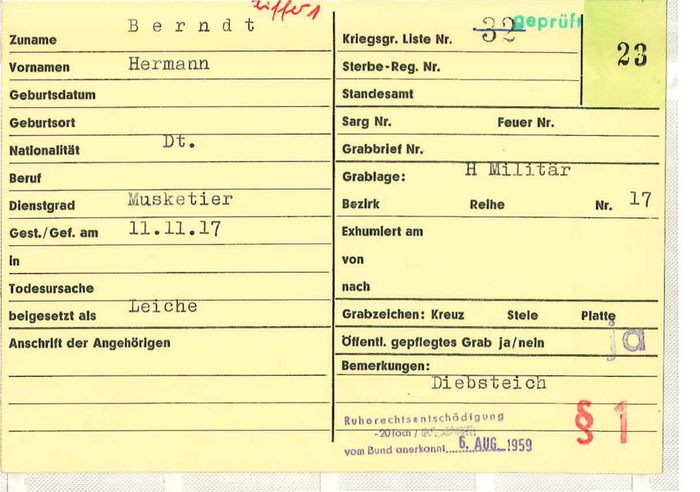 Ziffer 1
Zuname Berndt
Vornamen Hermann
Geburtsdatum
Geburtsort
Nationalität Dt.
Beruf
Dienstgrad Musketier
Gest./Gef. am 11.11.17
in
Todesursache
beigesetzt als Leiche
Anschrift der Angehörigen
Kriegsgr. Liste Nr. 32 geprüft
23
Sterbe-Reg. Nr.
Standesamt
Sarg Nr. Feuer Nr.
Grabbrief Nr.
Grablage: H Militär
Bezirk Reihe Nr. 17
Exhumiert am
von
nach
Grabzeichen: Kreuz Stele Platte
Öffentl. gepflegtes Grab ja/nein ja
Bemerkungen:
Diebsteich
Ruherechtsentschädigung
-20fach /
vom Bund anerkannt 6. AUG. 1959
§ 1